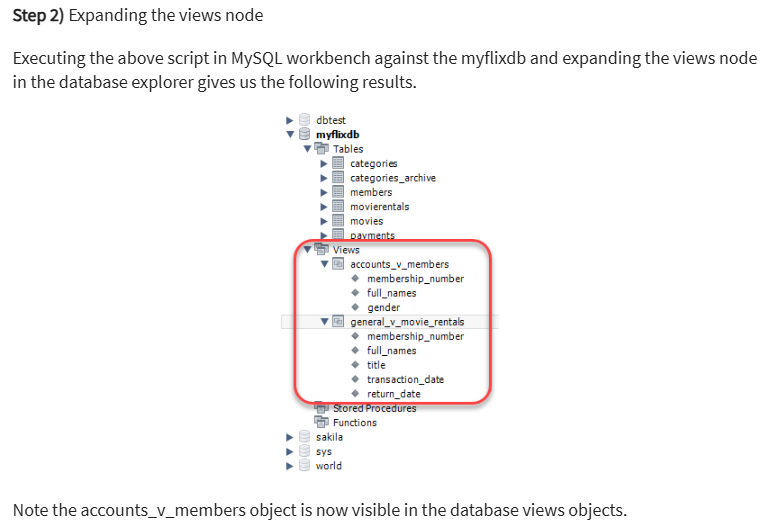 Step 2) Expanding the views node
Executing the above script in MySQL workbench against the myflixdb and expanding the views node
in the database explorer gives us the following results.
dbtest
myflixdb
Tables
categories
categories_archive
members
movierentals
movies
payments
Views
accounts_v_members
membership_number
full_names
gender
general_v_movie_rentals
membership_number
full_names
title
transaction_date
return_date
Stored Procedures
Functions
sakila
sys
world
Note the accounts_v_members object is now visible in the database views objects.